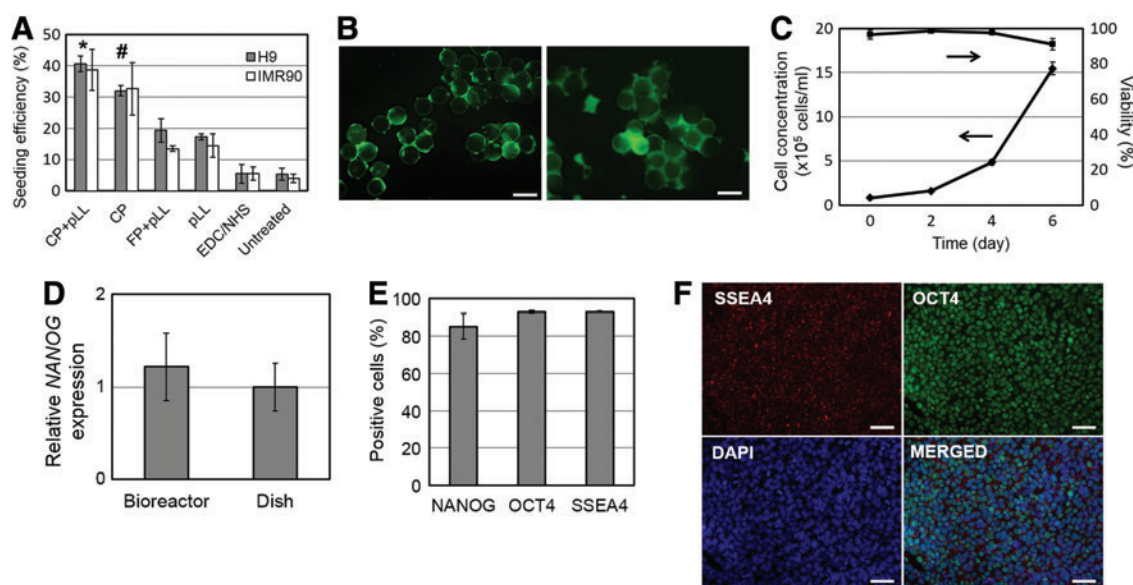 A
Seeding efficiency (%)
50
40
30
20
10
0
*
#
H9
IMR90
CP+pLL
CP
FP+pLL
pLL
EDC/NHS
Untreated
B
C
Cell concentration
(x10⁵ cells/ml)
20
15
10
5
0
100
80
60
40
20
0
Viability (%)
0 2 4 6
Time (day)
D
Relative NANOG
expression
2
1
0
Bioreactor Dish
E
Positive cells (%)
100
80
60
40
20
0
NANOG OCT4 SSEA4
F
SSEA4
OCT4
DAPI
MERGED